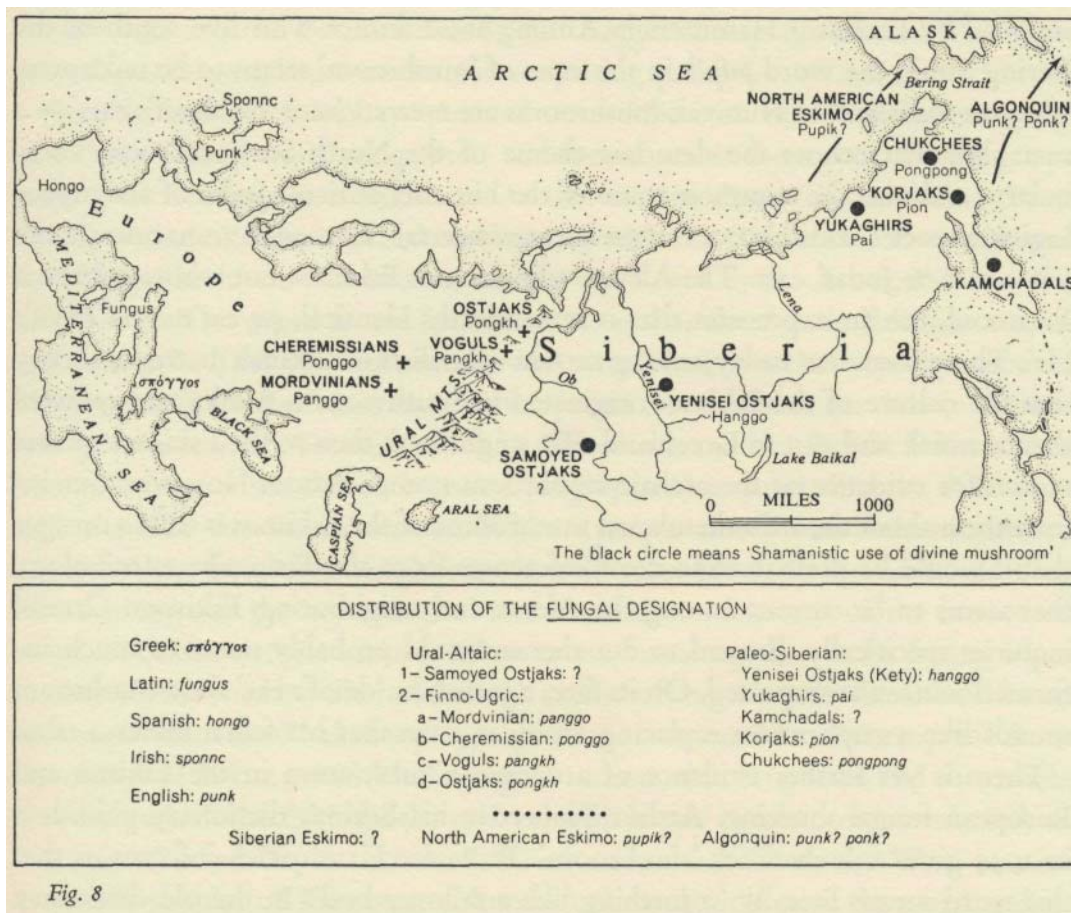 ALASKA
ARCTIC SEA
Bering Strait
Sponnc
NORTH AMERICAN
ESKIMO
Pupik?
ALGONQUIN
Punk? Ponk?
Punk
CHUKCHEES
Pongpong
Hongo
KORJAKS
Pion
YUKAGHIRS
Pai
Europe
MEDITERRANEAN SEA
KAMCHADALS
?
Fungus
OSTJAKS
Pongkh
Lena
CHEREMISSIANS
Ponggo
VOGULS
Pangkh
Siberia
σπόγγος
MORDVINIANS
Panggo
Ob
Yenisei
YENISEI OSTJAKS
Hanggo
BLACK SEA
URAL MTS.
SAMOYED
OSTJAKS
?
Lake Baikal
CASPIAN SEA
ARAL SEA
0 MILES 1000
The black circle means 'Shamanistic use of divine mushroom'
DISTRIBUTION OF THE FUNGAL DESIGNATION
Greek: σπόγγος
Latin: fungus
Spanish: hongo
Irish: sponnc
English: punk
Ural-Altaic:
1–Samoyed Ostjaks: ?
2–Finno-Ugric:
a–Mordvinian: panggo
b–Cheremissian: ponggo
c–Voguls: pangkh
d–Ostjaks: pongkh
Paleo-Siberian:
Yenisei Ostjaks (Kety): hanggo
Yukaghirs. pai
Kamchadals: ?
Korjaks: pion
Chukchees: pongpong
Siberian Eskimo: ? North American Eskimo: pupik? Algonquin: punk? ponk?
Fig. 8